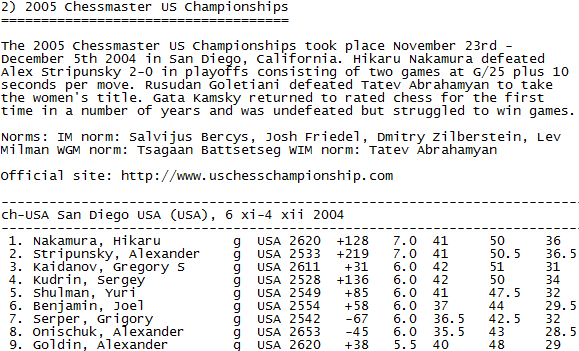 2) 2005 Chessmaster US Championships
====================================
The 2005 Chessmaster US Championships took place November 23rd -
December 5th 2004 in San Diego, California. Hikaru Nakamura defeated
Alex Stripunsky 2-0 in playoffs consisting of two games at G/25 plus 10
seconds per move. Rusudan Goletiani defeated Tatev Abrahamyan to take
the women's title. Gata Kamsky returned to rated chess for the first
time in a number of years and was undefeated but struggled to win games.
Norms: IM norm: Salvijus Bercys, Josh Friedel, Dmitry Zilberstein, Lev
Milman WGM norm: Tsagaan Battsetseg WIM norm: Tatev Abrahamyan
Official site: http://www.uschesschampionship.com
------------------------------------------------------------------------
ch-USA San Diego USA (USA), 6 xi-4 xii 2004
------------------------------------------------------------------------
1. Nakamura, Hikaru g USA 2620 +128 7.0 41 50 36
2. Stripunsky, Alexander g USA 2533 +219 7.0 41 50.5 36.5
3. Kaidanov, Gregory S g USA 2611 +31 6.0 42 51 31
4. Kudrin, Sergey g USA 2528 +136 6.0 42 50 34
5. Shulman, Yuri g USA 2549 +85 6.0 41 47.5 32
6. Benjamin, Joel g USA 2554 +58 6.0 37 44 29.5
7. Serper, Grigory g USA 2542 -67 6.0 36.5 42.5 32
8. Onischuk, Alexander g USA 2653 -45 6.0 35.5 43 28.5
9. Goldin, Alexander g USA 2620 +38 5.5 40 48 29